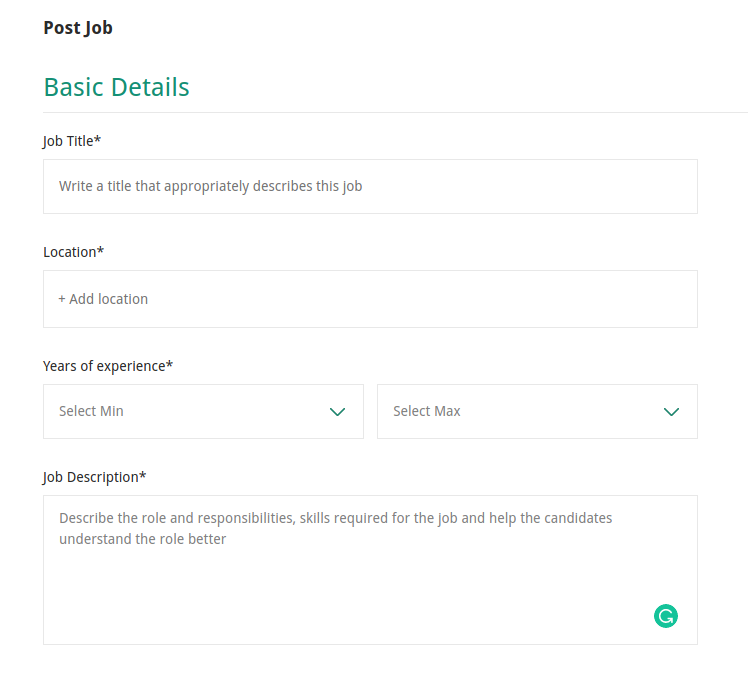 Post Job
Basic Details
Job Title*
Write a title that appropriately describes this job
Location*
+ Add location
Years of experience*
Select Min
Select Max
Job Description*
Describe the role and responsibilities, skills required for the job and help the candidates
understand the role better